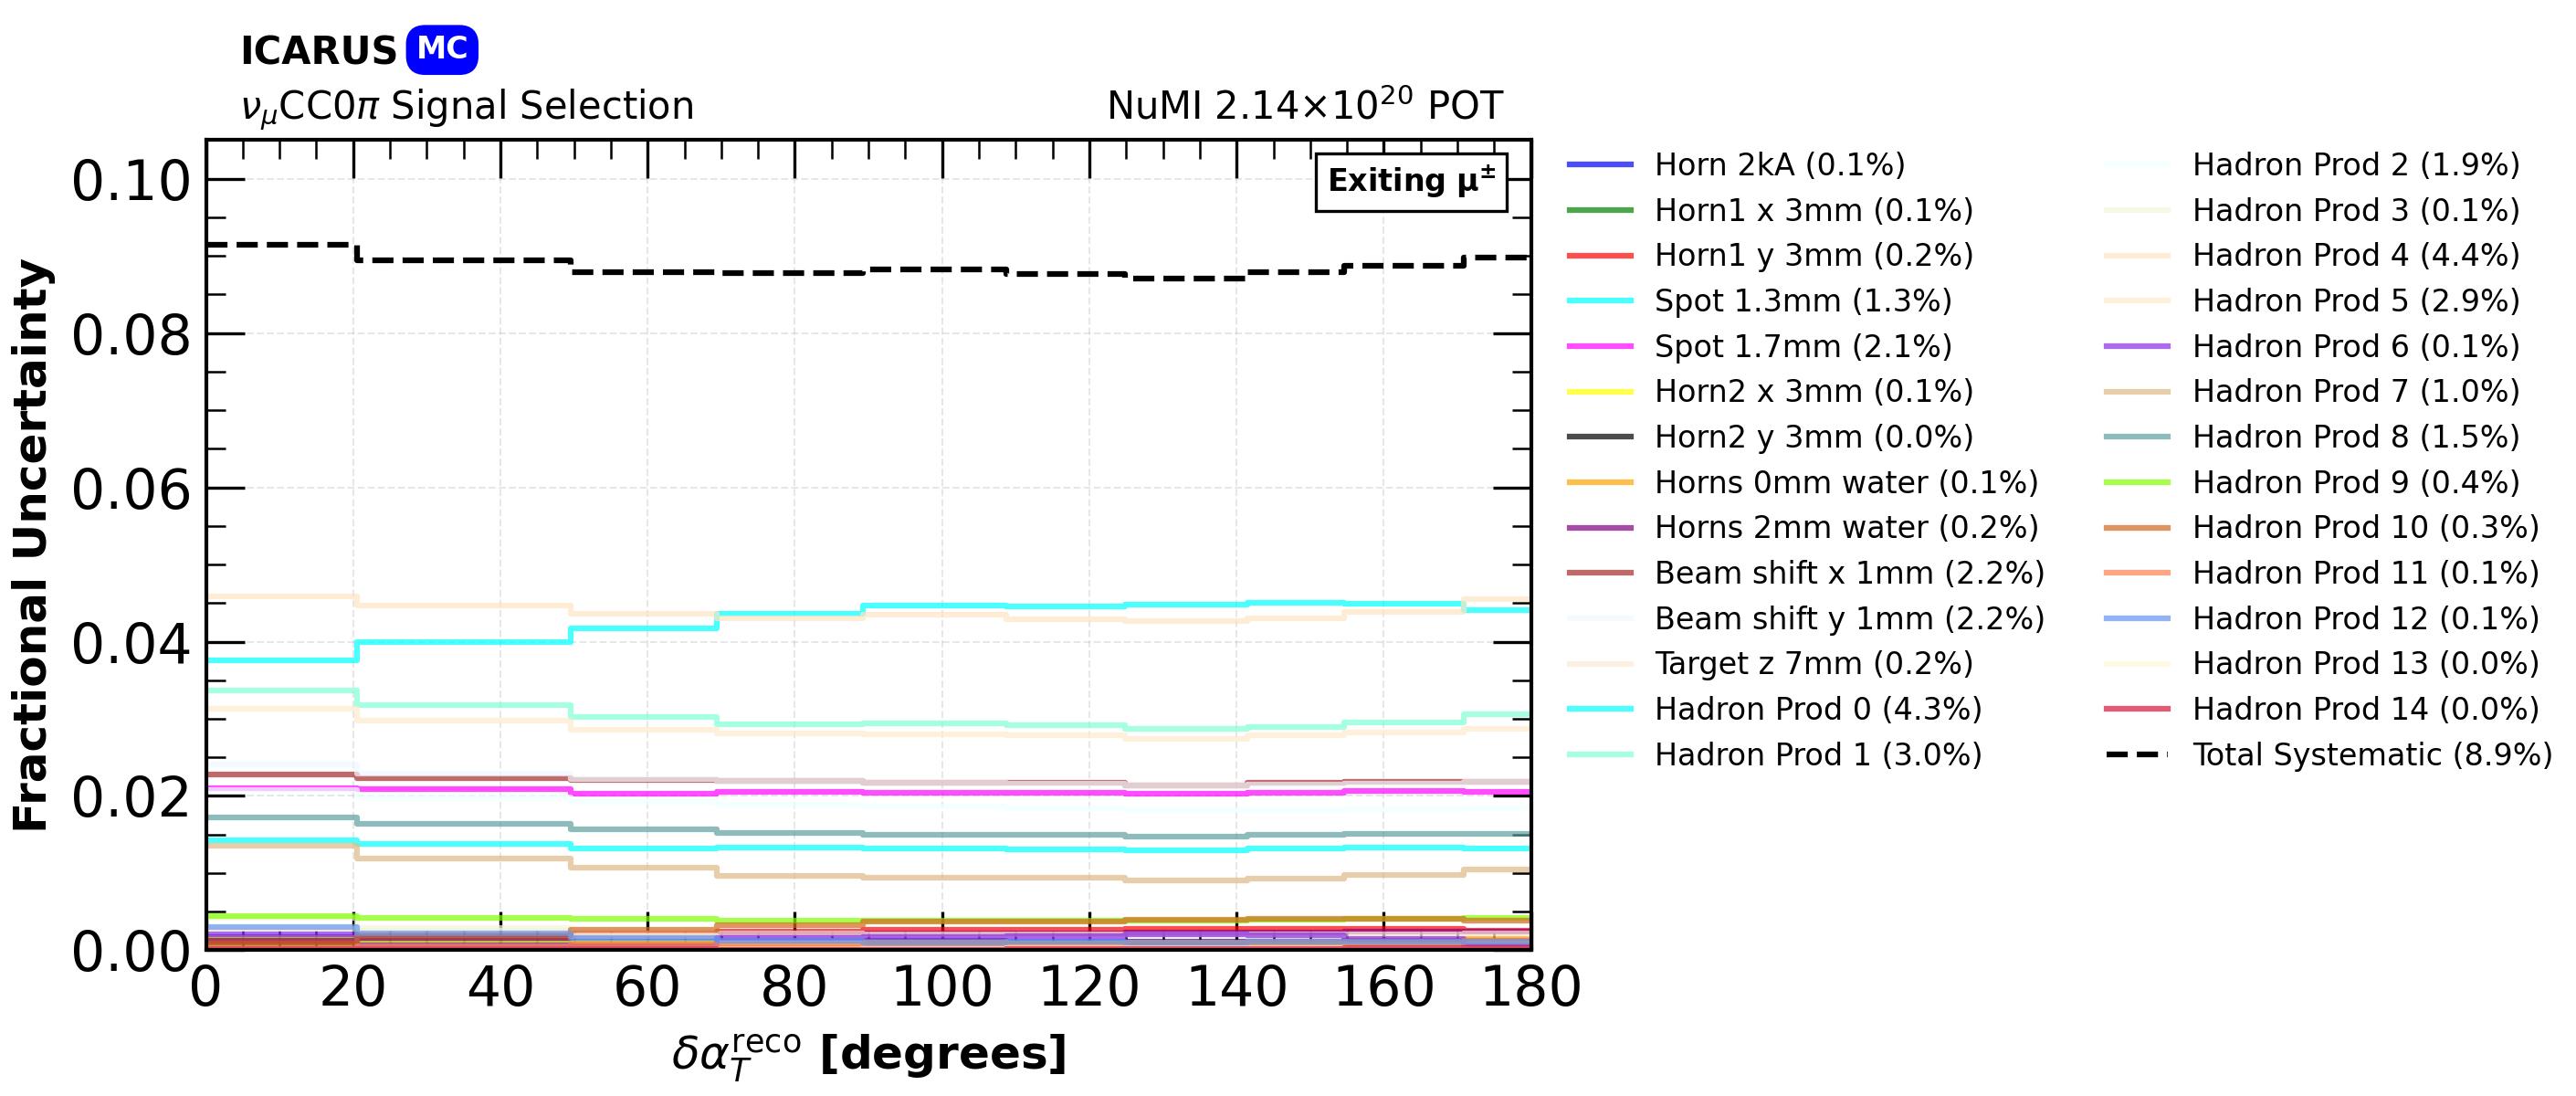 ICARUS MC
νμCC0π Signal Selection
NuMI 2.14×10²⁰ POT
Exiting μ±
Fractional Uncertainty
0.10
0.08
0.06
0.04
0.02
0.00
0 20 40 60 80 100 120 140 160 180
δα_T^reco [degrees]
Horn 2kA (0.1%)
Horn1 x 3mm (0.1%)
Horn1 y 3mm (0.2%)
Spot 1.3mm (1.3%)
Spot 1.7mm (2.1%)
Horn2 x 3mm (0.1%)
Horn2 y 3mm (0.0%)
Horns 0mm water (0.1%)
Horns 2mm water (0.2%)
Beam shift x 1mm (2.2%)
Beam shift y 1mm (2.2%)
Target z 7mm (0.2%)
Hadron Prod 0 (4.3%)
Hadron Prod 1 (3.0%)
Hadron Prod 2 (1.9%)
Hadron Prod 3 (0.1%)
Hadron Prod 4 (4.4%)
Hadron Prod 5 (2.9%)
Hadron Prod 6 (0.1%)
Hadron Prod 7 (1.0%)
Hadron Prod 8 (1.5%)
Hadron Prod 9 (0.4%)
Hadron Prod 10 (0.3%)
Hadron Prod 11 (0.1%)
Hadron Prod 12 (0.1%)
Hadron Prod 13 (0.0%)
Hadron Prod 14 (0.0%)
Total Systematic (8.9%)